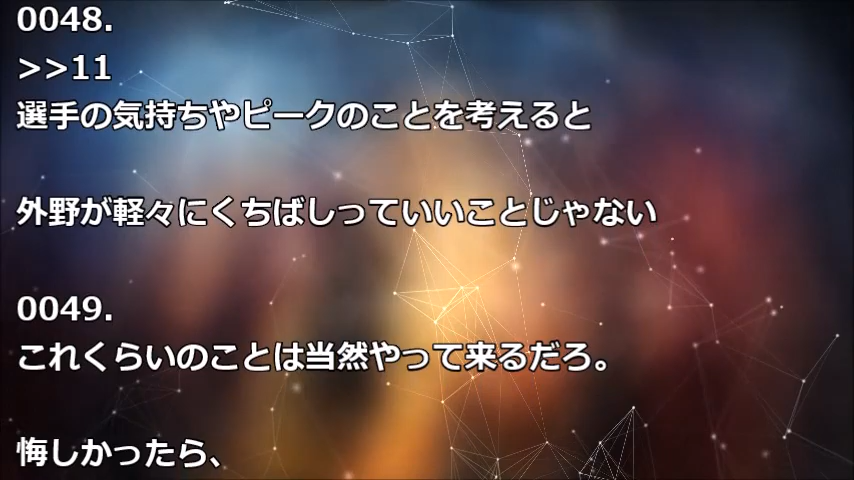 0048.
>>11
選手の気持ちやピークのことを考えると
外野が軽々にくちばしっていいことじゃない
0049.
これくらいのことは当然やって来るだろ。
悔しかったら、